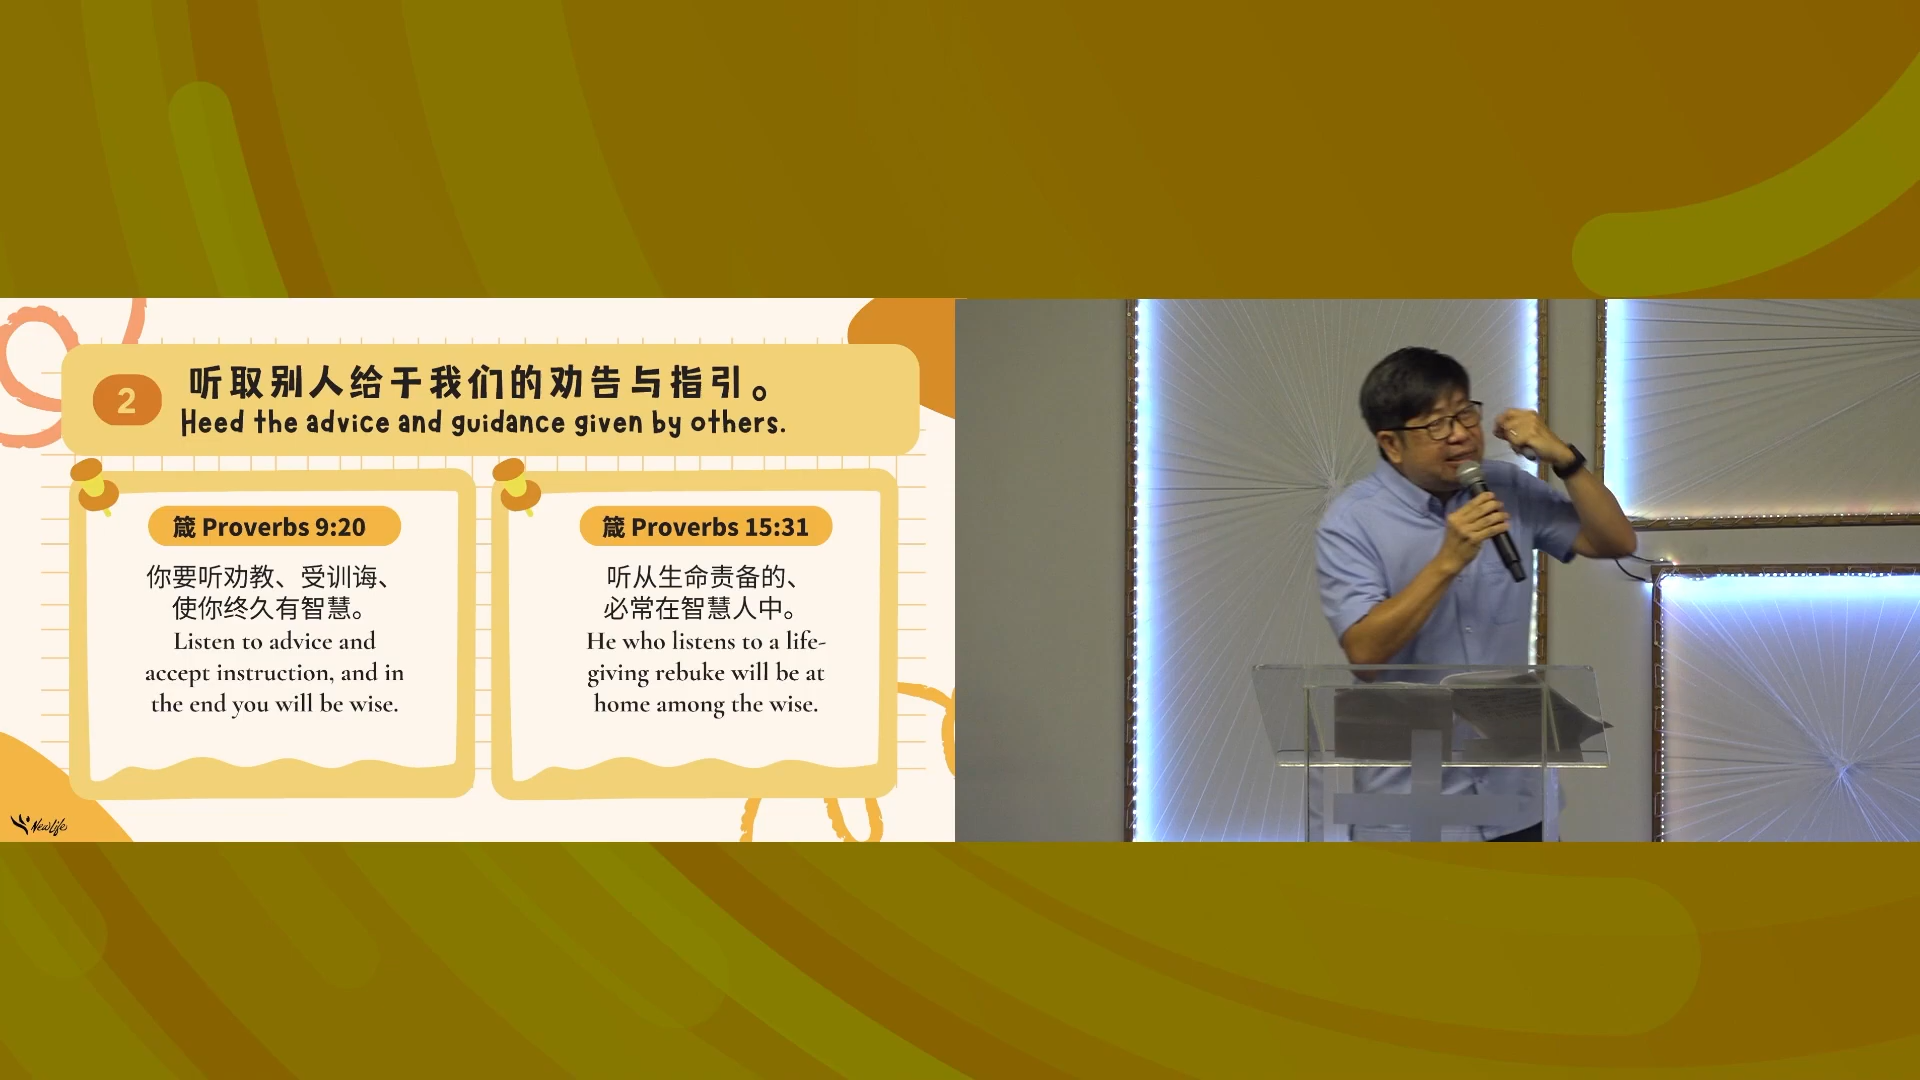 2
听取别人给于我们的劝告与指引。
Heed the advice and guidance given by others.
箴 Proverbs 9:20
你要听劝教、受训诲、
使你终久有智慧。
Listen to advice and
accept instruction, and in
the end you will be wise.
箴 Proverbs 15:31
听从生命责备的、
必常在智慧人中。
He who listens to a life-
giving rebuke will be at
home among the wise.
NewLife